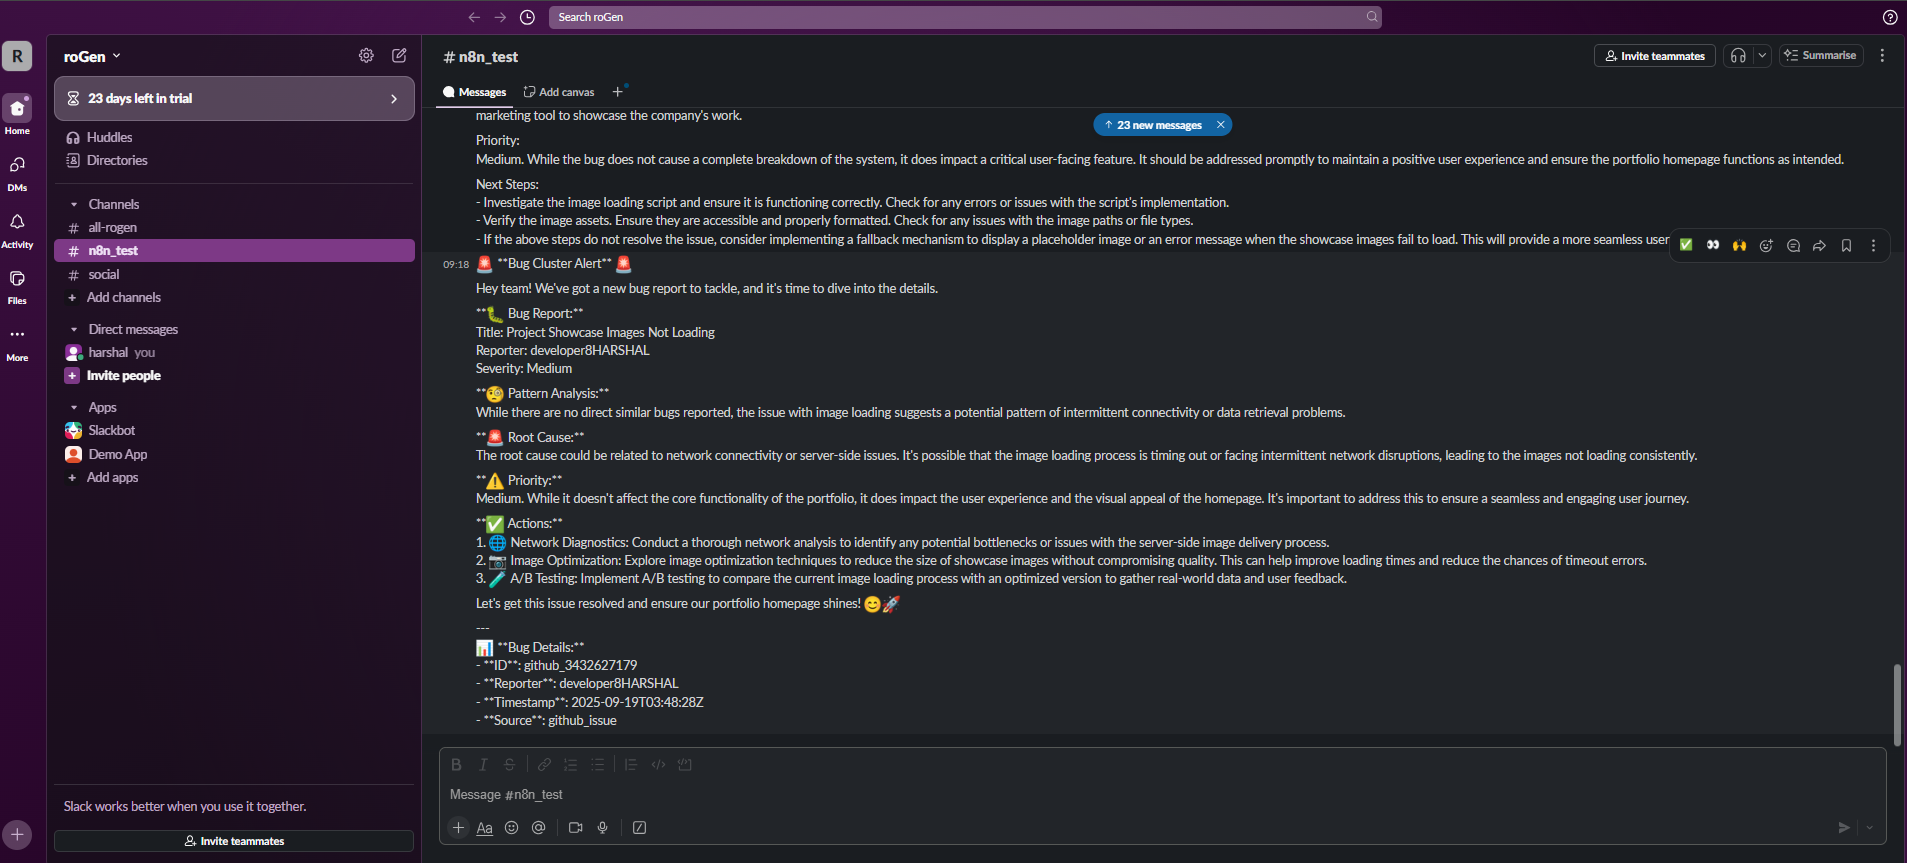 Search roGen
R
roGen
23 days left in trial
Home
DMs
Activity
Files
More
Huddles
Directories
Channels
# all-rogen
# n8n_test
# social
+ Add channels
Direct messages
harshal you
+ Invite people
Apps
Slackbot
Demo App
+ Add apps
Slack works better when you use it together.
Invite teammates
# n8n_test
Invite teammates
Summarise
Messages
Add canvas
+
↑ 23 new messages ×
marketing tool to showcase the company's work.
Priority:
Medium. While the bug does not cause a complete breakdown of the system, it does impact a critical user-facing feature. It should be addressed promptly to maintain a positive user experience and ensure the portfolio homepage functions as intended.
Next Steps:
- Investigate the image loading script and ensure it is functioning correctly. Check for any errors or issues with the script's implementation.
- Verify the image assets. Ensure they are accessible and properly formatted. Check for any issues with the image paths or file types.
- If the above steps do not resolve the issue, consider implementing a fallback mechanism to display a placeholder image or an error message when the showcase images fail to load. This will provide a more seamless user
09:18 🚨 **Bug Cluster Alert** 🚨
Hey team! We've got a new bug report to tackle, and it's time to dive into the details.
**🐛 Bug Report:**
Title: Project Showcase Images Not Loading
Reporter: developer8HARSHAL
Severity: Medium
**🧐 Pattern Analysis:**
While there are no direct similar bugs reported, the issue with image loading suggests a potential pattern of intermittent connectivity or data retrieval problems.
**🚨 Root Cause:**
The root cause could be related to network connectivity or server-side issues. It's possible that the image loading process is timing out or facing intermittent network disruptions, leading to the images not loading consistently.
**⚠️ Priority:**
Medium. While it doesn't affect the core functionality of the portfolio, it does impact the user experience and the visual appeal of the homepage. It's important to address this to ensure a seamless and engaging user journey.
**✅ Actions:**
1. 🌐 Network Diagnostics: Conduct a thorough network analysis to identify any potential bottlenecks or issues with the server-side image delivery process.
2. 📷 Image Optimization: Explore image optimization techniques to reduce the size of showcase images without compromising quality. This can help improve loading times and reduce the chances of timeout errors.
3. 🧪 A/B Testing: Implement A/B testing to compare the current image loading process with an optimized version to gather real-world data and user feedback.
Let's get this issue resolved and ensure our portfolio homepage shines! 😊🚀
---
📊 **Bug Details:**
- **ID**: github_3432627179
- **Reporter**: developer8HARSHAL
- **Timestamp**: 2025-09-19T03:48:28Z
- **Source**: github_issue
Message #n8n_test
Aa